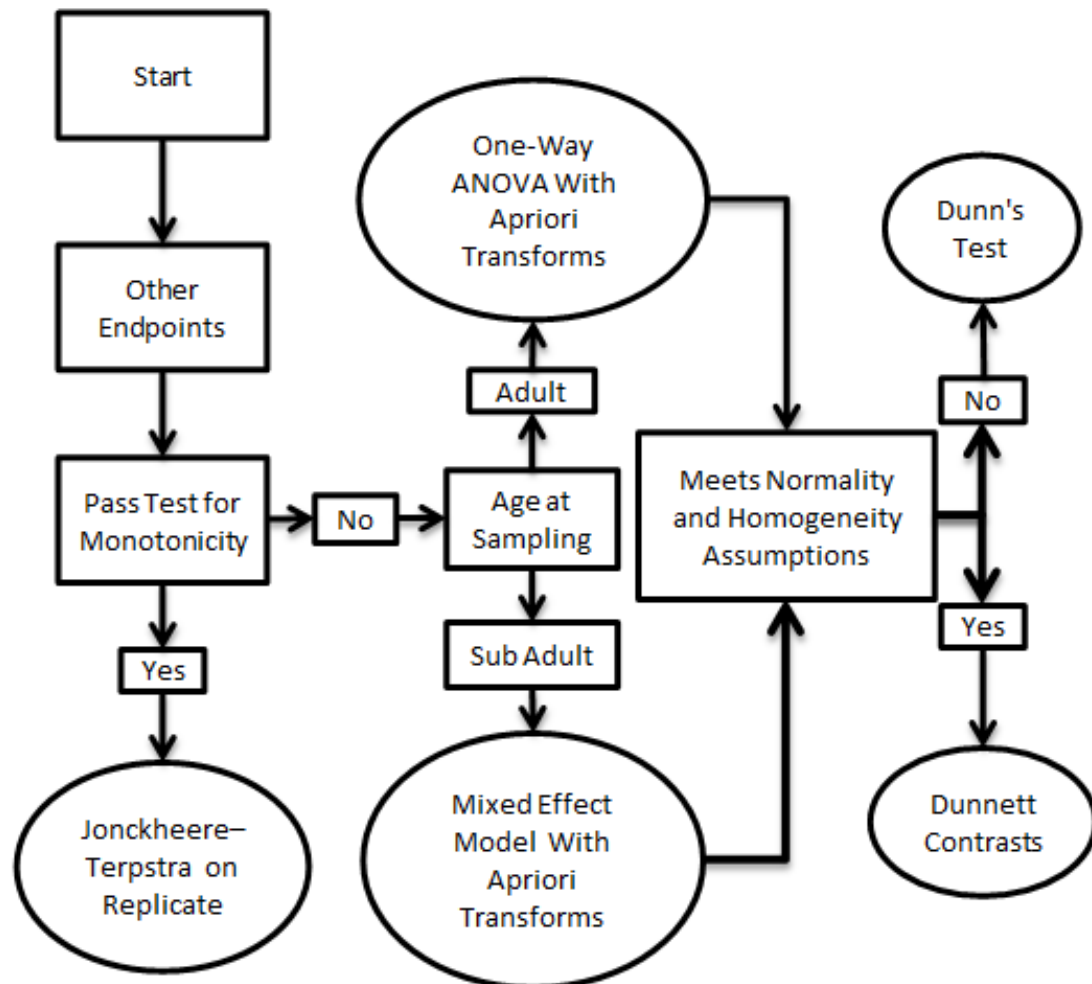 Start
Other
Endpoints
Pass Test for
Monotonicity
Yes
Jonckheere–
Terpstra on
Replicate
No
Age at
Sampling
Adult
One-Way
ANOVA With
Apriori
Transforms
Sub Adult
Mixed Effect
Model With
Apriori
Transforms
Meets Normality
and Homogeneity
Assumptions
No
Dunn's
Test
Yes
Dunnett
Contrasts